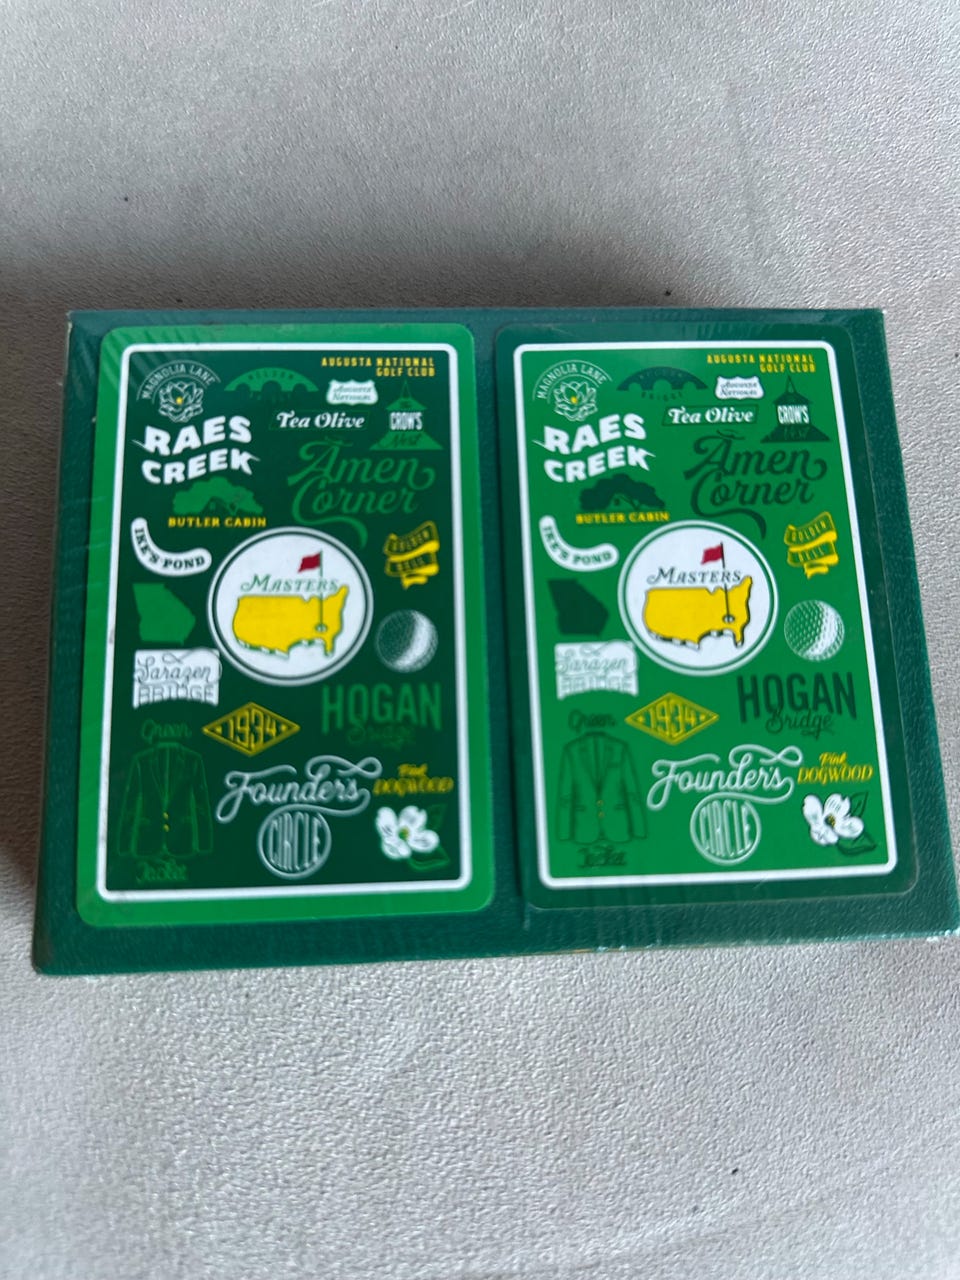 MAGNOLIA LANE
NELSON
AUGUSTA NATIONAL
GOLF CLUB
Augusta
National
Tea Olive
CROW'S
Nest
RAES
CREEK
Amen
Corner
BUTLER CABIN
IKE'S POND
GOLDEN
BELL
MASTERS
Sarazen
BRIDGE
1934
HOGAN
Bridge
Green
Jacket
Founder's
CIRCLE
Pink
DOGWOOD
MAGNOLIA LANE
BRIDGE
AUGUSTA NATIONAL
GOLF CLUB
Augusta
National
Tea Olive
CROW'S
Nest
RAES
CREEK
Amen
Corner
BUTLER CABIN
IKE'S POND
GOLDEN
BELL
MASTERS
Sarazen
BRIDGE
1934
HOGAN
Bridge
Green
Jacket
Founder's
CIRCLE
Pink
DOGWOOD